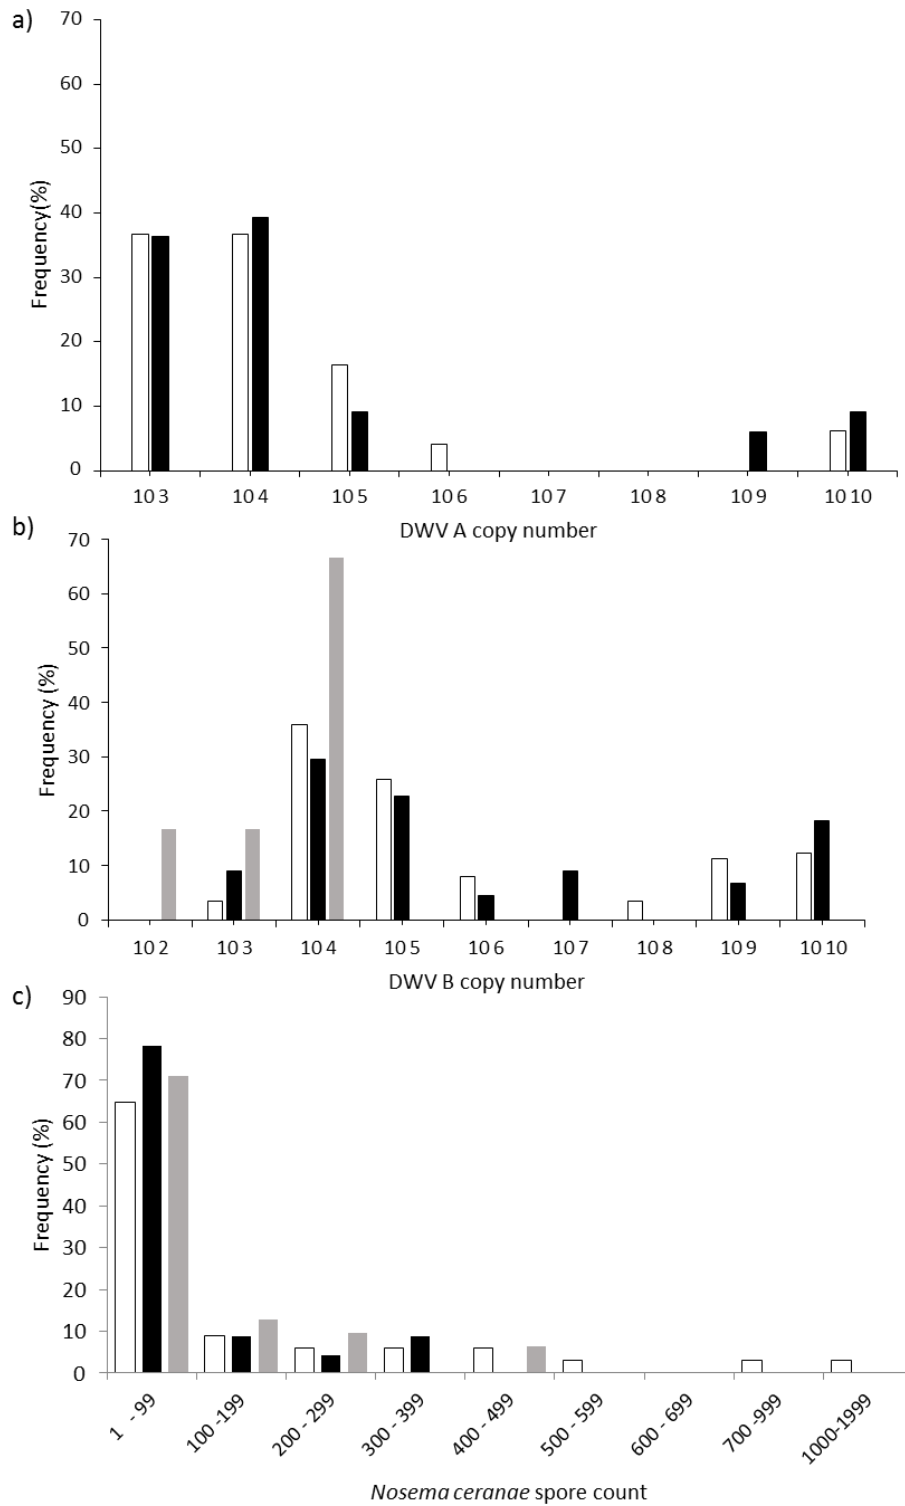 a)
70
60
50
40
30
20
10
0
Frequency(%)
10 3 10 4 10 5 10 6 10 7 10 8 10 9 10 10
DWV A copy number
b)
70
60
50
40
30
20
10
0
Frequency (%)
10 2 10 3 10 4 10 5 10 6 10 7 10 8 10 9 10 10
DWV B copy number
c)
90
80
70
60
50
40
30
20
10
0
Frequency (%)
1 - 99 100 -199 200 - 299 300 - 399 400 - 499 500 - 599 600 - 699 700 -999 1000-1999
Nosema ceranae spore count